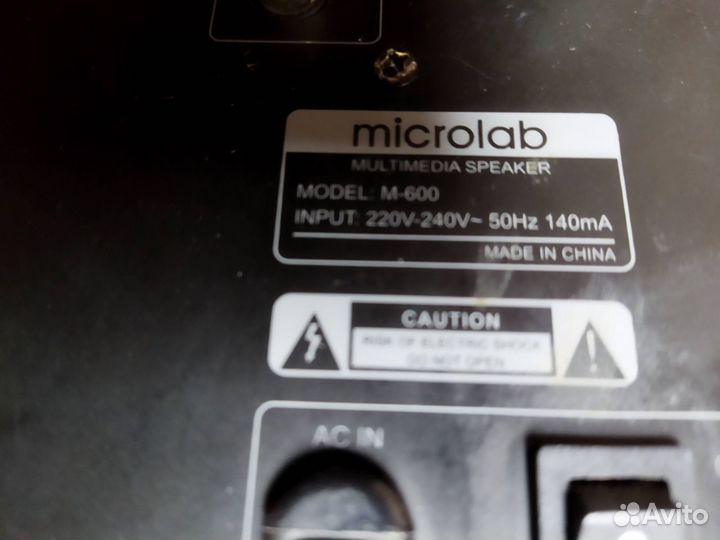 microlab
MULTIMEDIA SPEAKER
MODEL: M-600
INPUT: 220V-240V~ 50Hz 140mA
MADE IN CHINA
CAUTION
RISK OF ELECTRIC SHOCK
DO NOT OPEN
AC IN
Avito